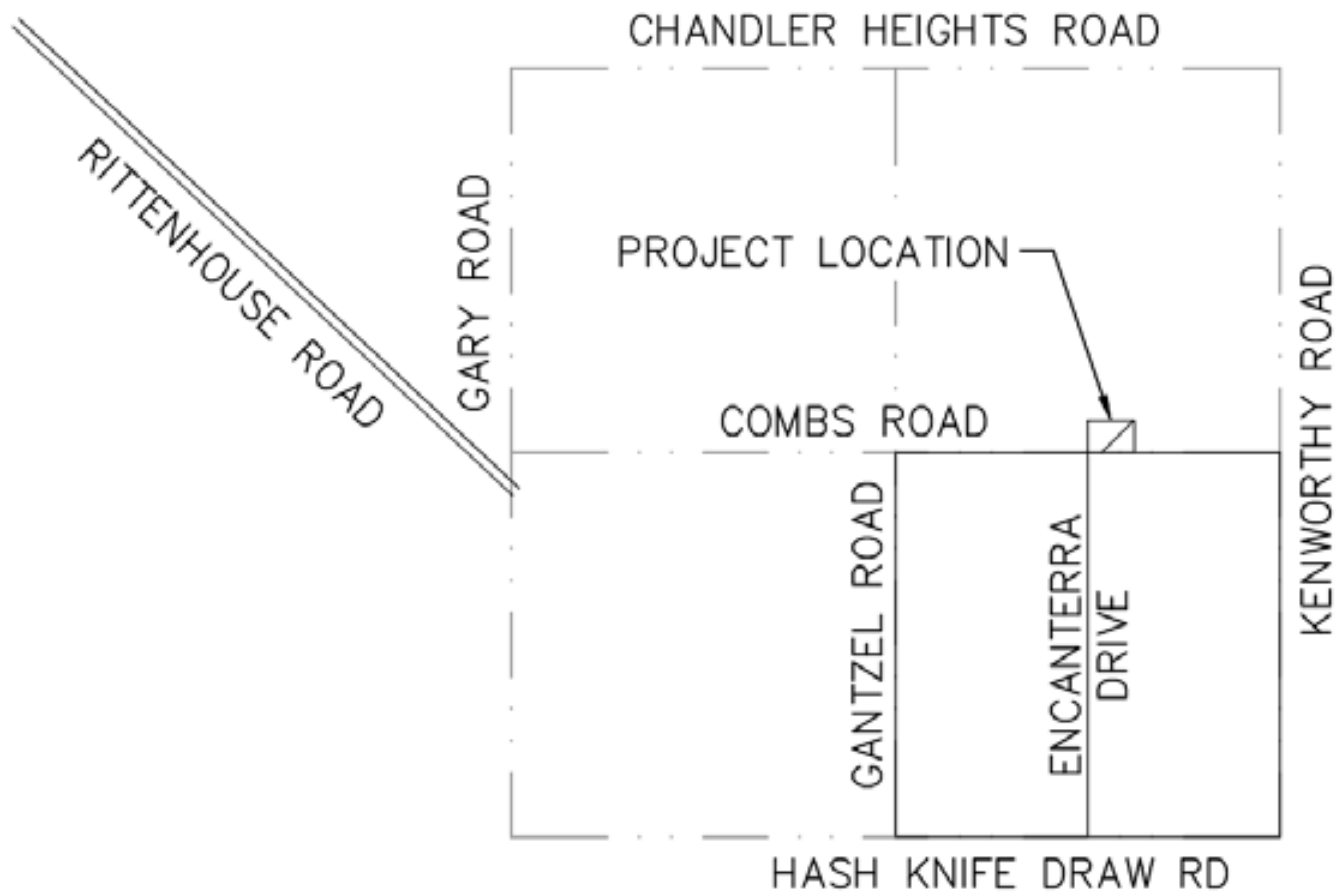 CHANDLER HEIGHTS ROAD
RITTENHOUSE ROAD
GARY ROAD
PROJECT LOCATION
KENWORTHY ROAD
COMBS ROAD
GANTZEL ROAD
ENCANTERRA
DRIVE
HASH KNIFE DRAW RD